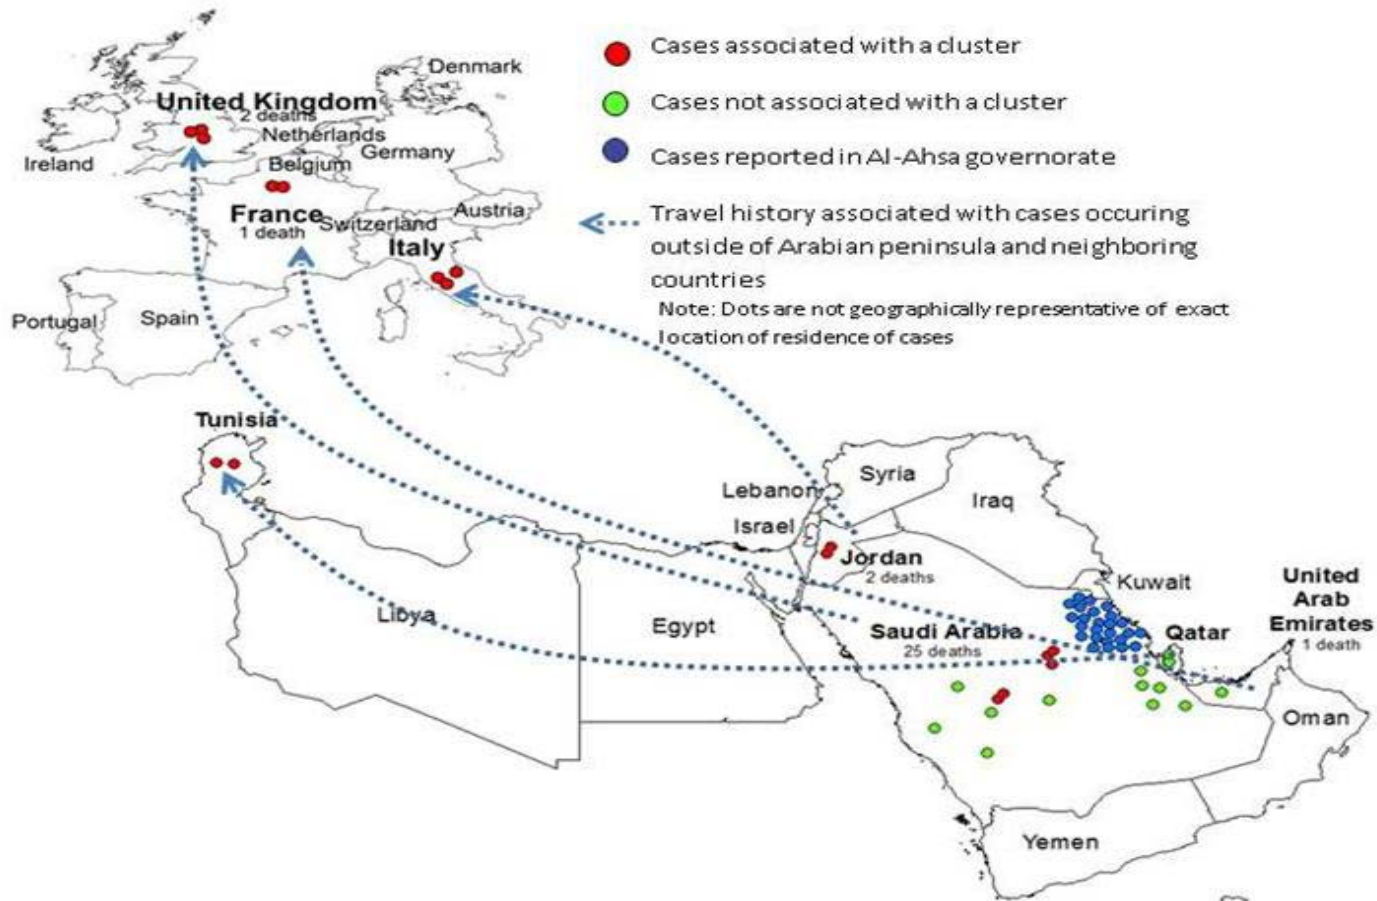 Cases associated with a cluster
Cases not associated with a cluster
Cases reported in Al-Ahsa governorate
Travel history associated with cases occuring
outside of Arabian peninsula and neighboring
countries
Note: Dots are not geographically representative of exact
location of residence of cases
Denmark
United Kingdom
2 deaths
Netherlands
Ireland
Germany
Belgium
Austria
France
Switzerland
1 death
Italy
Portugal
Spain
Tunisia
Syria
Lebanon
Iraq
Israel
Jordan
2 deaths
Kuwait
United
Arab
Emirates
1 death
Libya
Egypt
Saudi Arabia
25 deaths
Qatar
Oman
Yemen